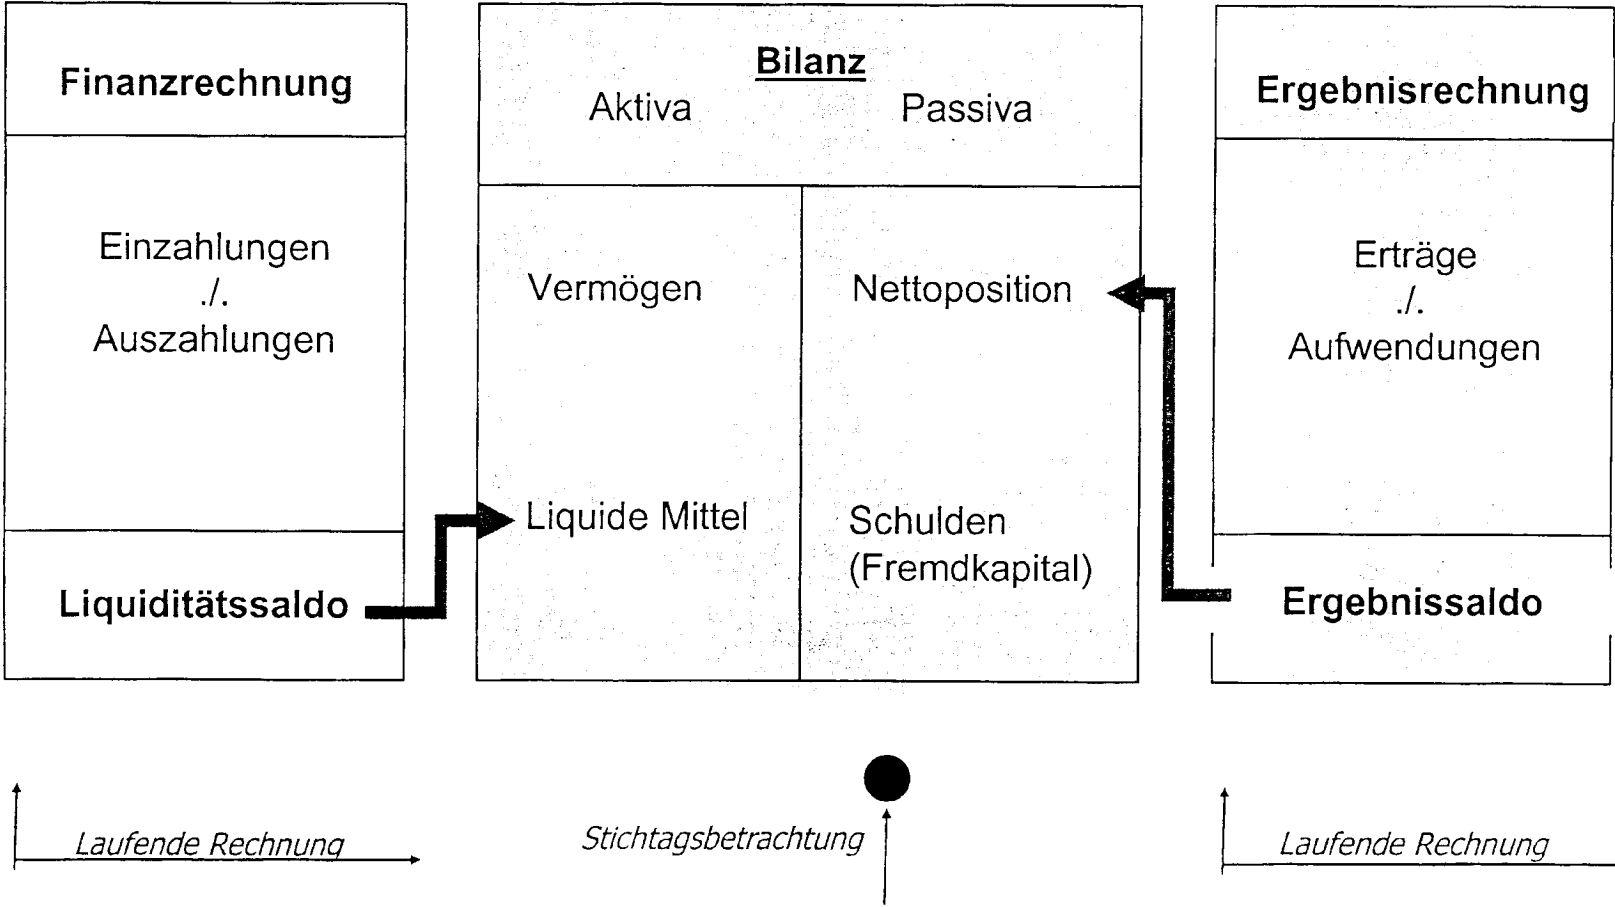 Finanzrechnung
Einzahlungen
./.
Auszahlungen
Liquiditätssaldo
Bilanz
Aktiva Passiva
Vermögen Nettoposition
Liquide Mittel Schulden
(Fremdkapital)
Ergebnisrechnung
Erträge
./.
Aufwendungen
Ergebnissaldo
Laufende Rechnung
Stichtagsbetrachtung
Laufende Rechnung